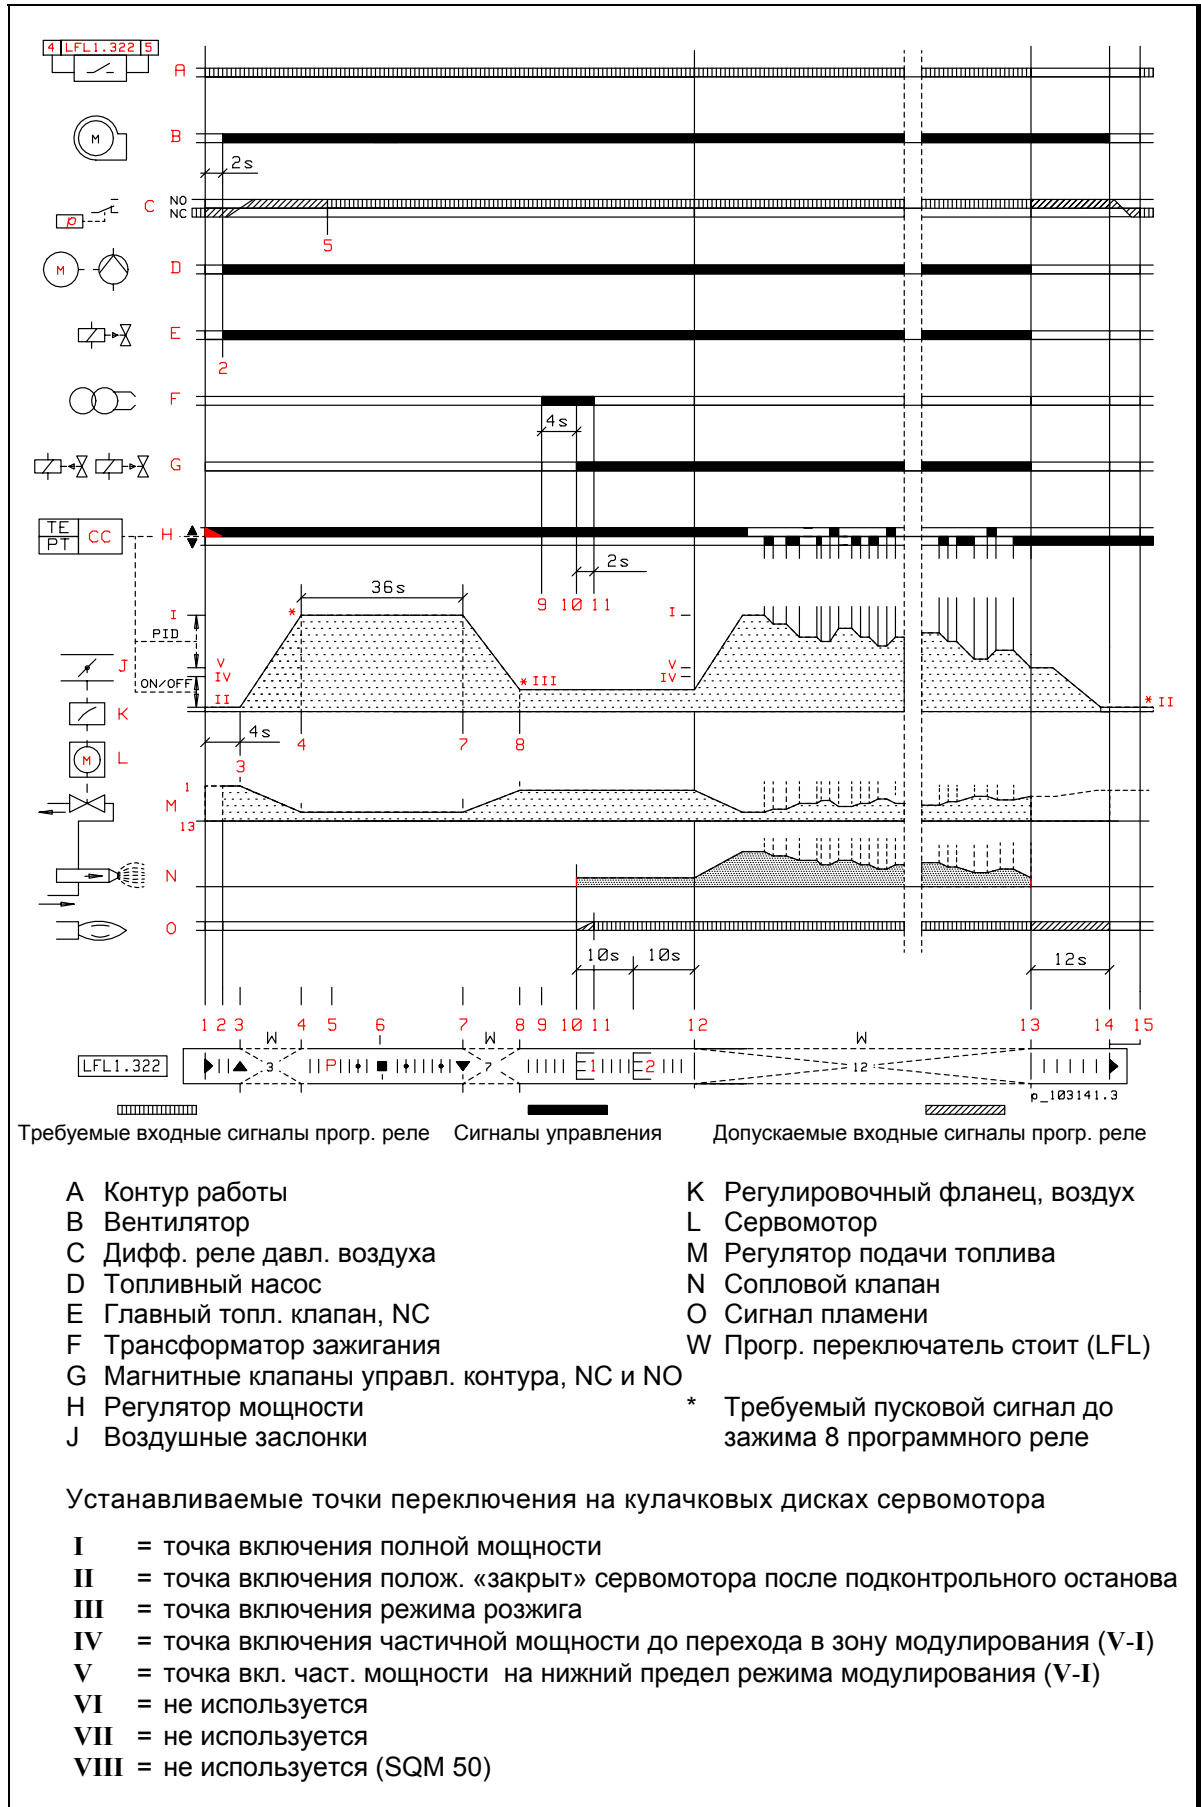 4 LFL1.322 5
A
M
B
2s
NO
NC
C
p
5
M
D
E
2
F
4s
G
TE
PT
CC
H
2s
36s
9 10 11
I
*
I
PID
J
V
IV
* III
V
IV
ON/OFF
II
* II
K
4s
4
7
8
3
M
L
1
M
13
N
O
10s
10s
12s
1 2 3 4 5 6 7 8 9 10 11 12 13 14 15
W
W
W
LFL1.322
3
P
7
1
2
12
p_103141.3
Требуемые входные сигналы прогр. реле
Сигналы управления
Допускаемые входные сигналы прогр. реле
A Контур работы
B Вентилятор
C Дифф. реле давл. воздуха
D Топливный насос
E Главный топл. клапан, NC
F Трансформатор зажигания
G Магнитные клапаны управл. контура, NC и NO
H Регулятор мощности
J Воздушные заслонки
K Регулировочный фланец, воздух
L Сервомотор
M Регулятор подачи топлива
N Сопловой клапан
O Сигнал пламени
W Прогр. переключатель стоит (LFL)
* Требуемый пусковой сигнал до
зажима 8 программного реле
Устанавливаемые точки переключения на кулачковых дисках сервомотора
I = точка включения полной мощности
II = точка включения полож. «закрыт» сервомотора после подконтрольного останова
III = точка включения режима розжига
IV = точка включения частичной мощности до перехода в зону модулирования (V-I)
V = точка вкл. част. мощности на нижний предел режима модулирования (V-I)
VI = не используется
VII = не используется
VIII = не используется (SQM 50)